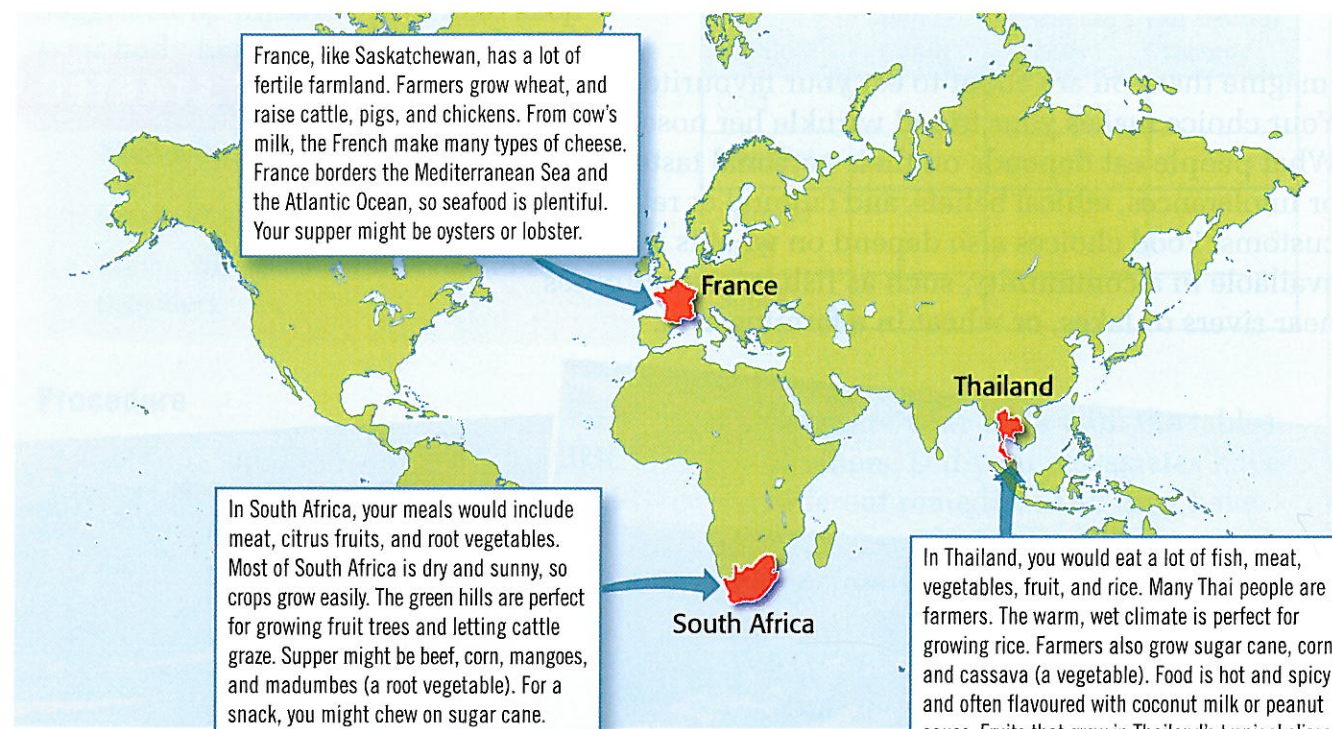 France, like Saskatchewan, has a lot of
fertile farmland. Farmers grow wheat, and
raise cattle, pigs, and chickens. From cow's
milk, the French make many types of cheese.
France borders the Mediterranean Sea and
the Atlantic Ocean, so seafood is plentiful.
Your supper might be oysters or lobster.
France
Thailand
In South Africa, your meals would include
meat, citrus fruits, and root vegetables.
Most of South Africa is dry and sunny, so
crops grow easily. The green hills are perfect
for growing fruit trees and letting cattle
graze. Supper might be beef, corn, mangoes,
and madumbes (a root vegetable). For a
snack, you might chew on sugar cane.
South Africa
In Thailand, you would eat a lot of fish, meat,
vegetables, fruit, and rice. Many Thai people are
farmers. The warm, wet climate is perfect for
growing rice. Farmers also grow sugar cane, corn
and cassava (a vegetable). Food is hot and spicy
and often flavoured with coconut milk or peanut
Fruits that grow in Thailand's tropical
Procedure